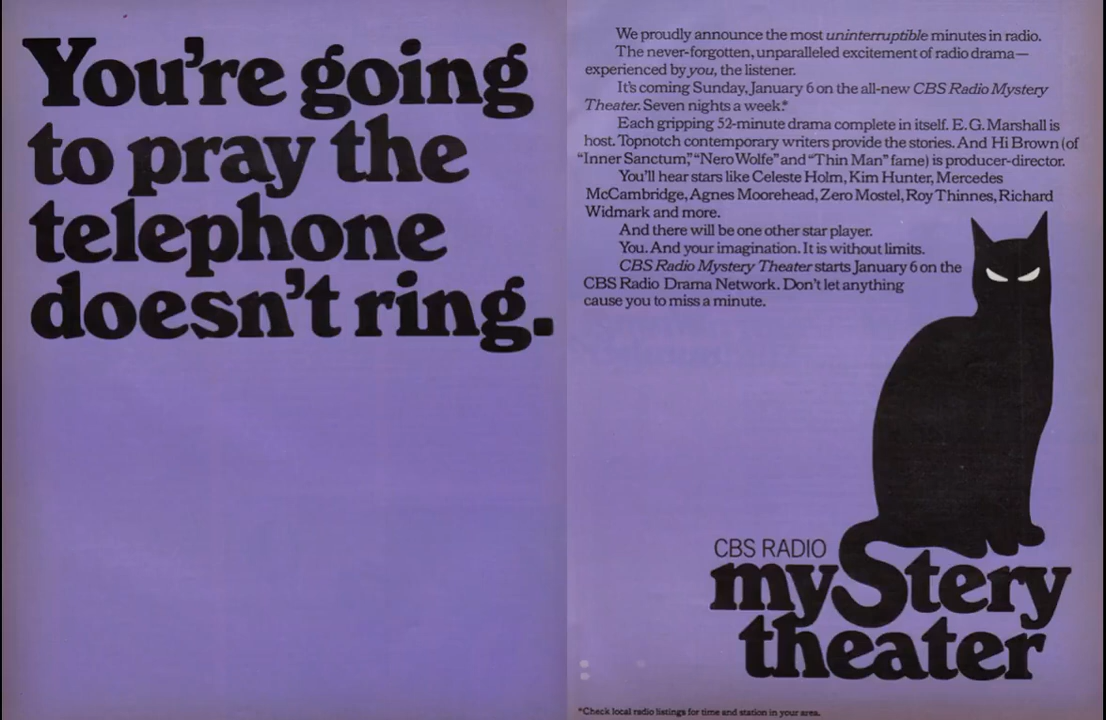 You're going
to pray the
telephone
doesn't ring.
We proudly announce the most uninterruptible minutes in radio.
The never-forgotten, unparalleled excitement of radio drama—
experienced by you, the listener.
It's coming Sunday, January 6 on the all-new CBS Radio Mystery
Theater. Seven nights a week.*
Each gripping 52-minute drama complete in itself. E. G. Marshall is
host. Topnotch contemporary writers provide the stories. And Hi Brown (of
"Inner Sanctum," "Nero Wolfe" and "Thin Man" fame) is producer-director.
You'll hear stars like Celeste Holm, Kim Hunter, Mercedes
McCambridge, Agnes Moorehead, Zero Mostel, Roy Thinnes, Richard
Widmark and more.
And there will be one other star player.
You. And your imagination. It is without limits.
CBS Radio Mystery Theater starts January 6 on the
CBS Radio Drama Network. Don't let anything
cause you to miss a minute.
CBS RADIO
myStery
theater
*Check local radio listings for time and station in your area.